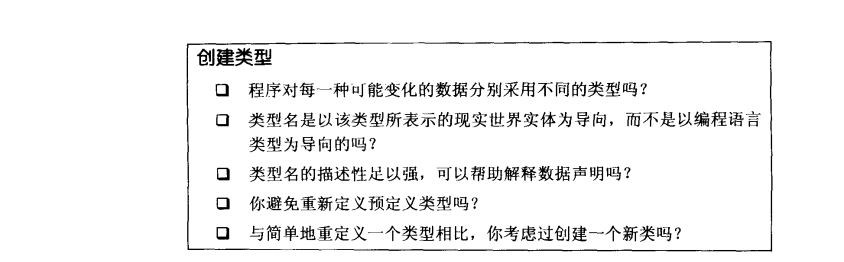 创建类型
程序对每一种可能变化的数据分别采用不同的类型吗？
类型名是以该类型所表示的现实世界实体为导向，而不是以编程语言
类型为导向的吗？
类型名的描述性足以强，可以帮助解释数据声明吗？
你避免重新定义预定义类型吗？
与简单地重定义一个类型相比，你考虑过创建一个新类吗？